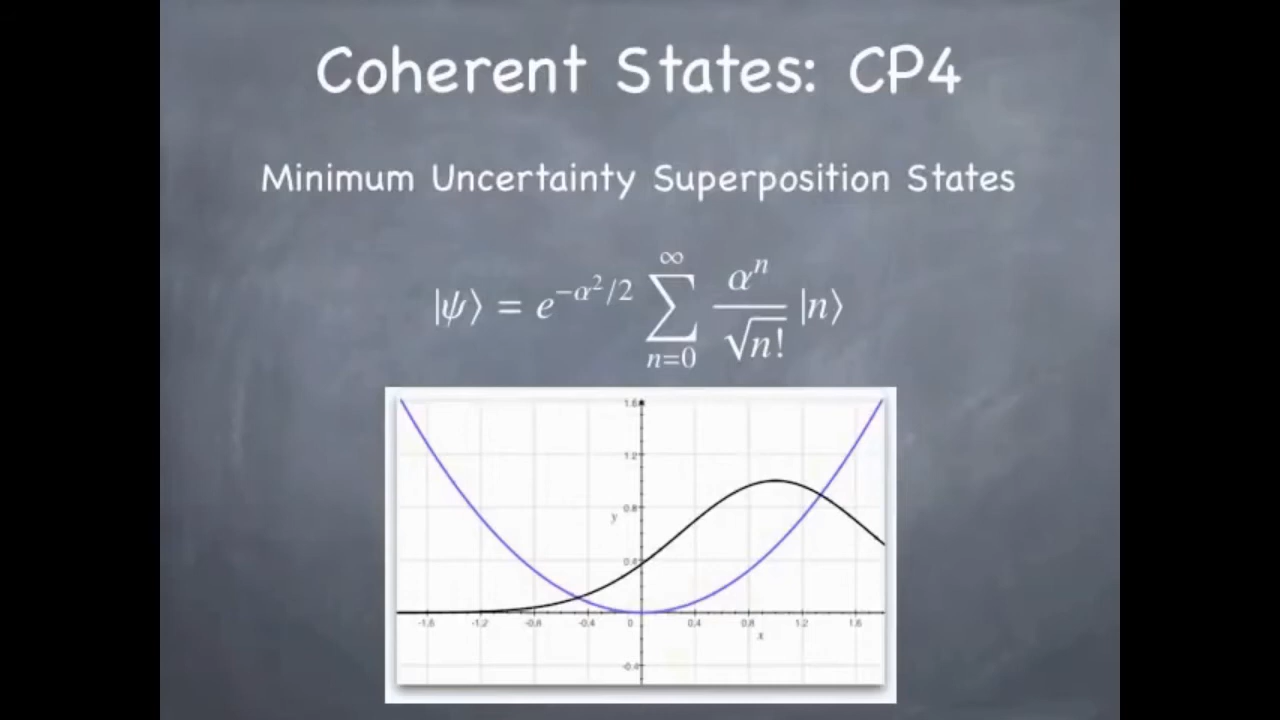 Coherent States: CP4
Minimum Uncertainty Superposition States
|ψ⟩ = e^{-α²/2} ∑_{n=0}^{∞} αⁿ/√n! |n⟩
1.6
1.2
y 0.8
0.4
-1.6 -1.2 -0.8 -0.4 0 0.4 0.8 1.2 1.6
x
-0.4